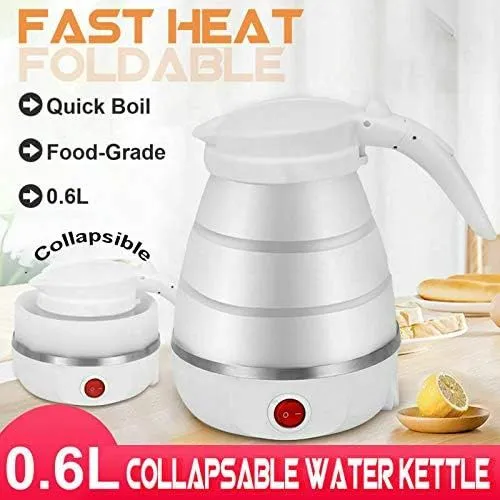 FAST HEAT
FOLDABLE
Quick Boil
Food-Grade
0.6L
Collapsible
0.6L COLLAPSABLE WATER KETTLE